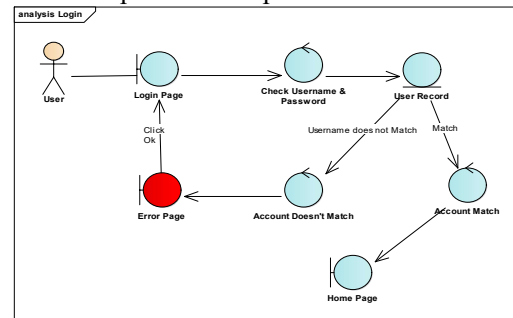 analysis Login
User
Login Page
Check Username &
Password
User Record
Click
Ok
Username does not Match
Match
Error Page
Account Doesn't Match
Account Match
Home Page